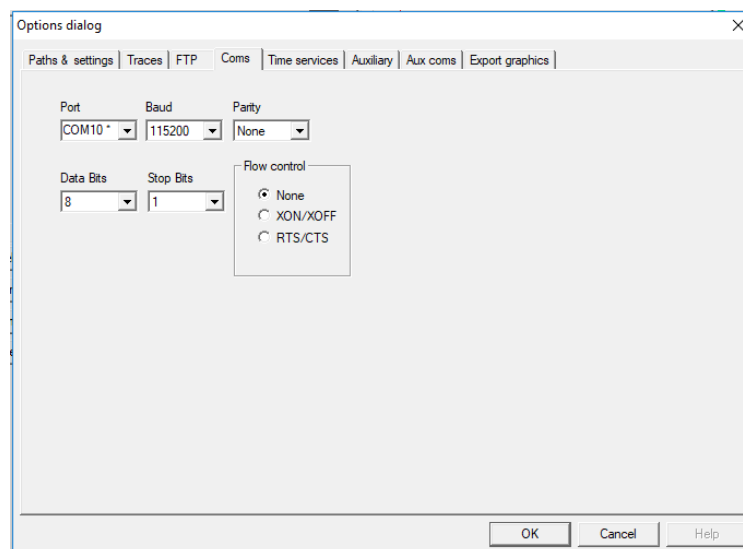 Options dialog
Paths & settings Traces FTP Coms Time services Auxiliary Aux coms Export graphics
Port Baud Parity
COM10 * 115200 None
Data Bits Stop Bits Flow control
8 1 None
XON/XOFF
RTS/CTS
OK Cancel Help